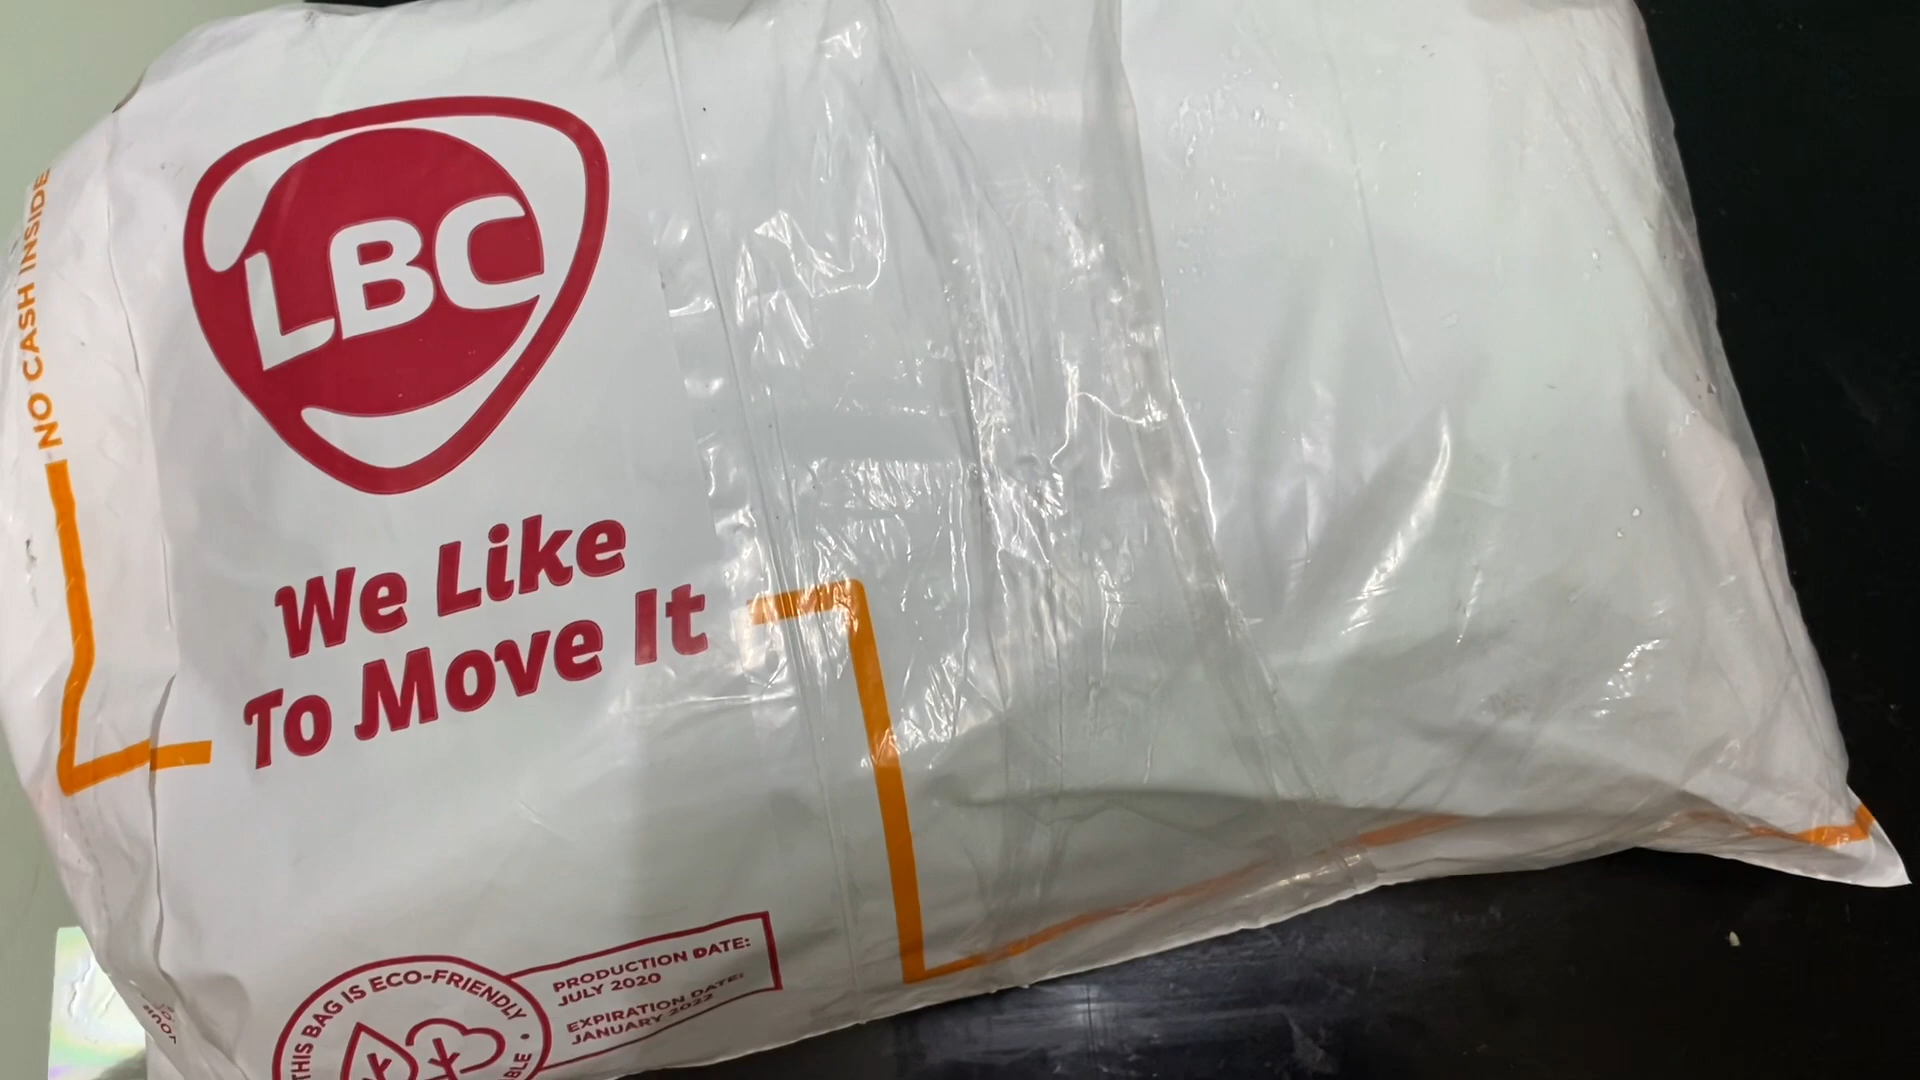 NO CASH INSIDE
LBC
We Like
To Move It
THIS BAG IS ECO-FRIENDLY
PRODUCTION DATE:
JULY 2020
EXPIRATION DATE:
JANUARY 2022